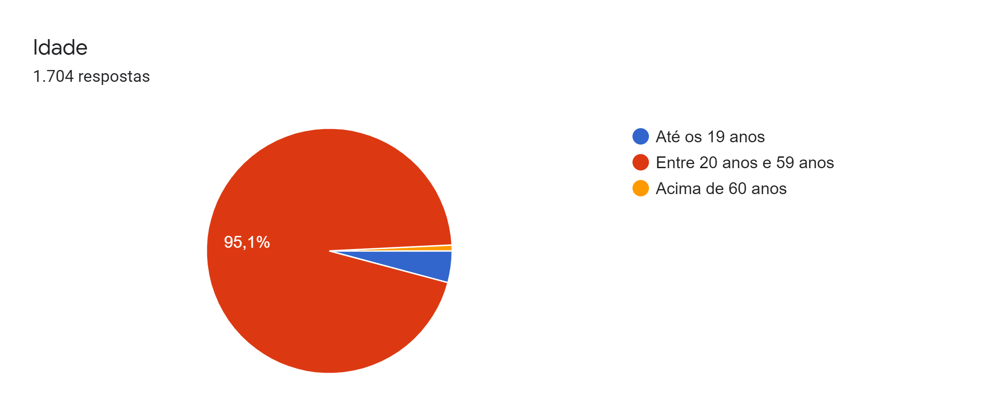 Idade
1.704 respostas
95,1%
Até os 19 anos
Entre 20 anos e 59 anos
Acima de 60 anos